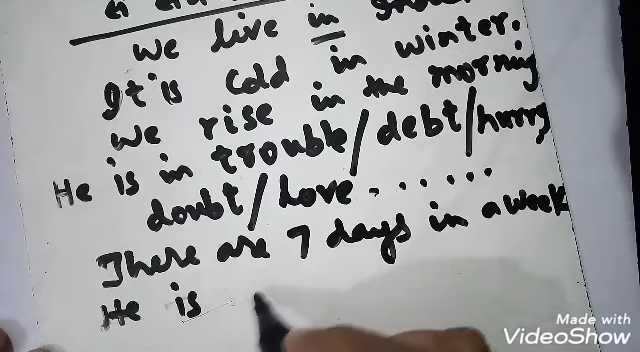 We live in
It is cold in winter.
We rise in the morning
He is in trouble/debt/hurry
doubt/love.......
There are 7 days in a week
He is
Made with
VideoShow